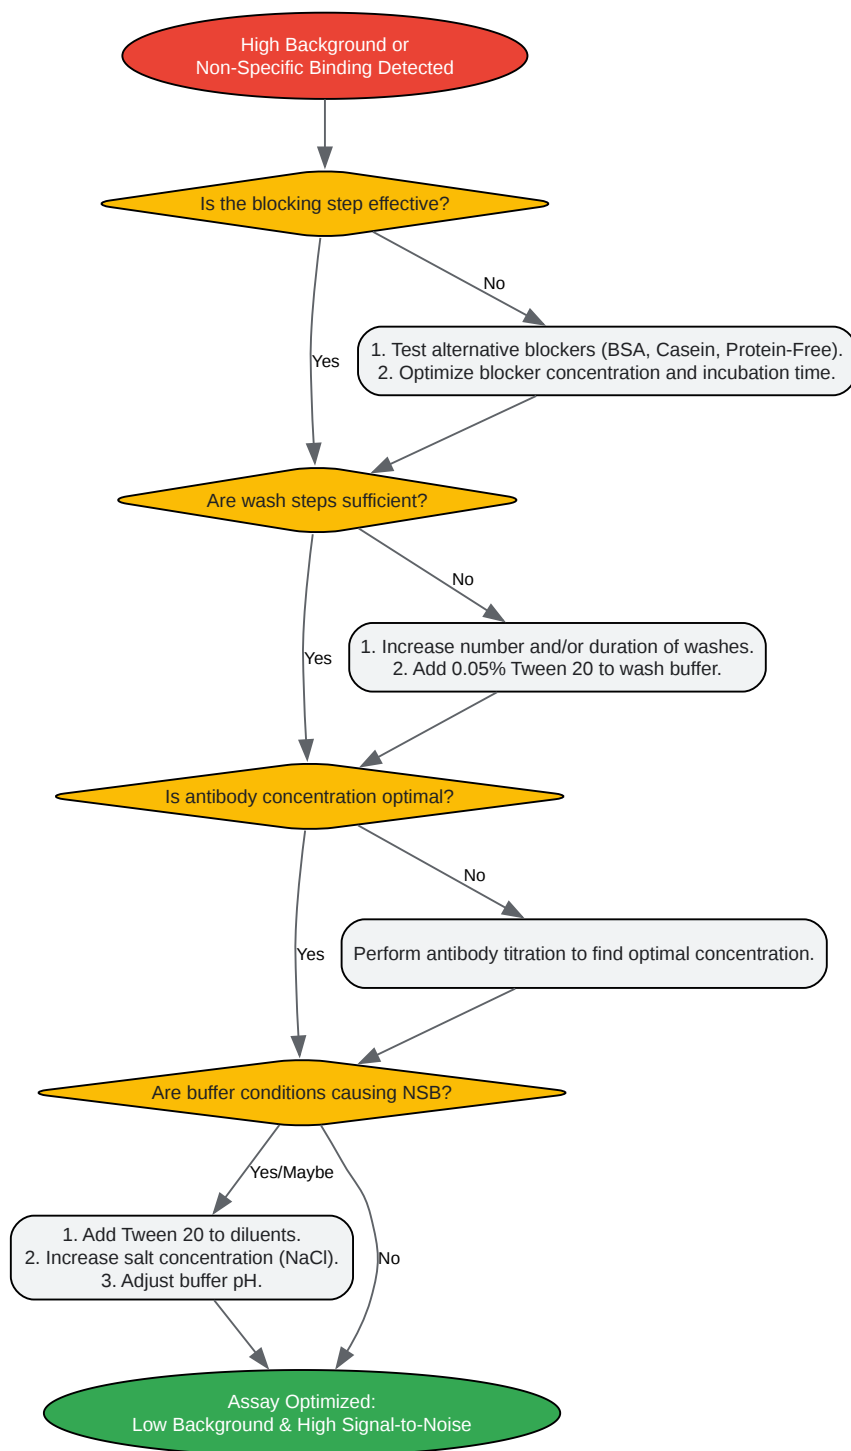 High Background or
Non-Specific Binding Detected
Is the blocking step effective?
No
1. Test alternative blockers (BSA, Casein, Protein-Free).
2. Optimize blocker concentration and incubation time.
Yes
Are wash steps sufficient?
No
1. Increase number and/or duration of washes.
2. Add 0.05% Tween 20 to wash buffer.
Yes
Is antibody concentration optimal?
No
Perform antibody titration to find optimal concentration.
Yes
Are buffer conditions causing NSB?
Yes/Maybe
1. Add Tween 20 to diluents.
2. Increase salt concentration (NaCl).
3. Adjust buffer pH.
No
Assay Optimized:
Low Background & High Signal-to-Noise